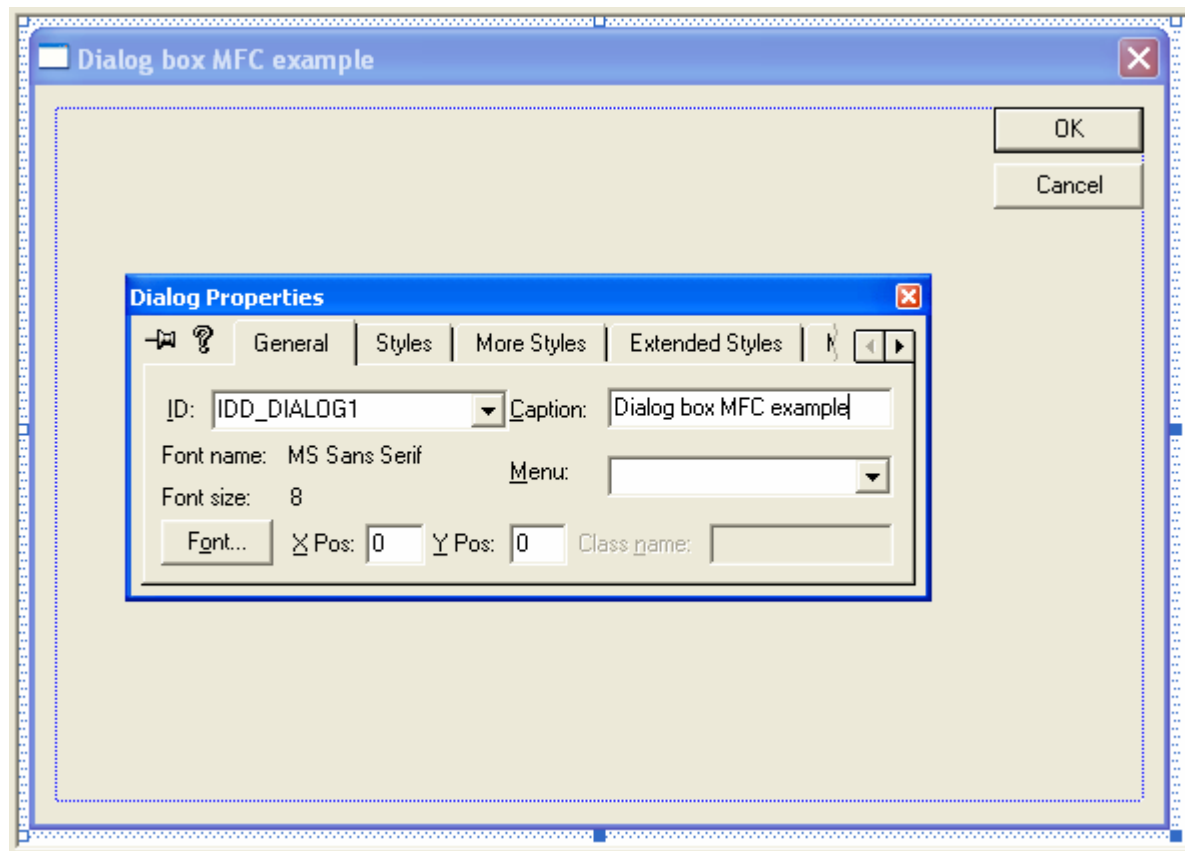 Dialog box MFC example
OK
Cancel
Dialog Properties
General Styles More Styles Extended Styles
ID: IDD_DIALOG1 Caption: Dialog box MFC example
Font name: MS Sans Serif
Menu:
Font size: 8
Font... X Pos: 0 Y Pos: 0 Class name: